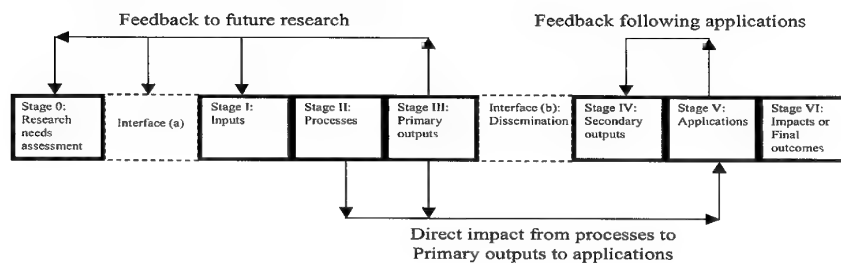 Feedback to future research
Feedback following applications
Stage 0:
Research
needs
assessment
Interface (a)
Stage I:
Inputs
Stage II:
Processes
Stage III:
Primary
outputs
Interface (b):
Dissemination
Stage IV:
Secondary
outputs
Stage V:
Applications
Stage VI:
Impacts or
Final
outcomes
Direct impact from processes to
Primary outputs to applications